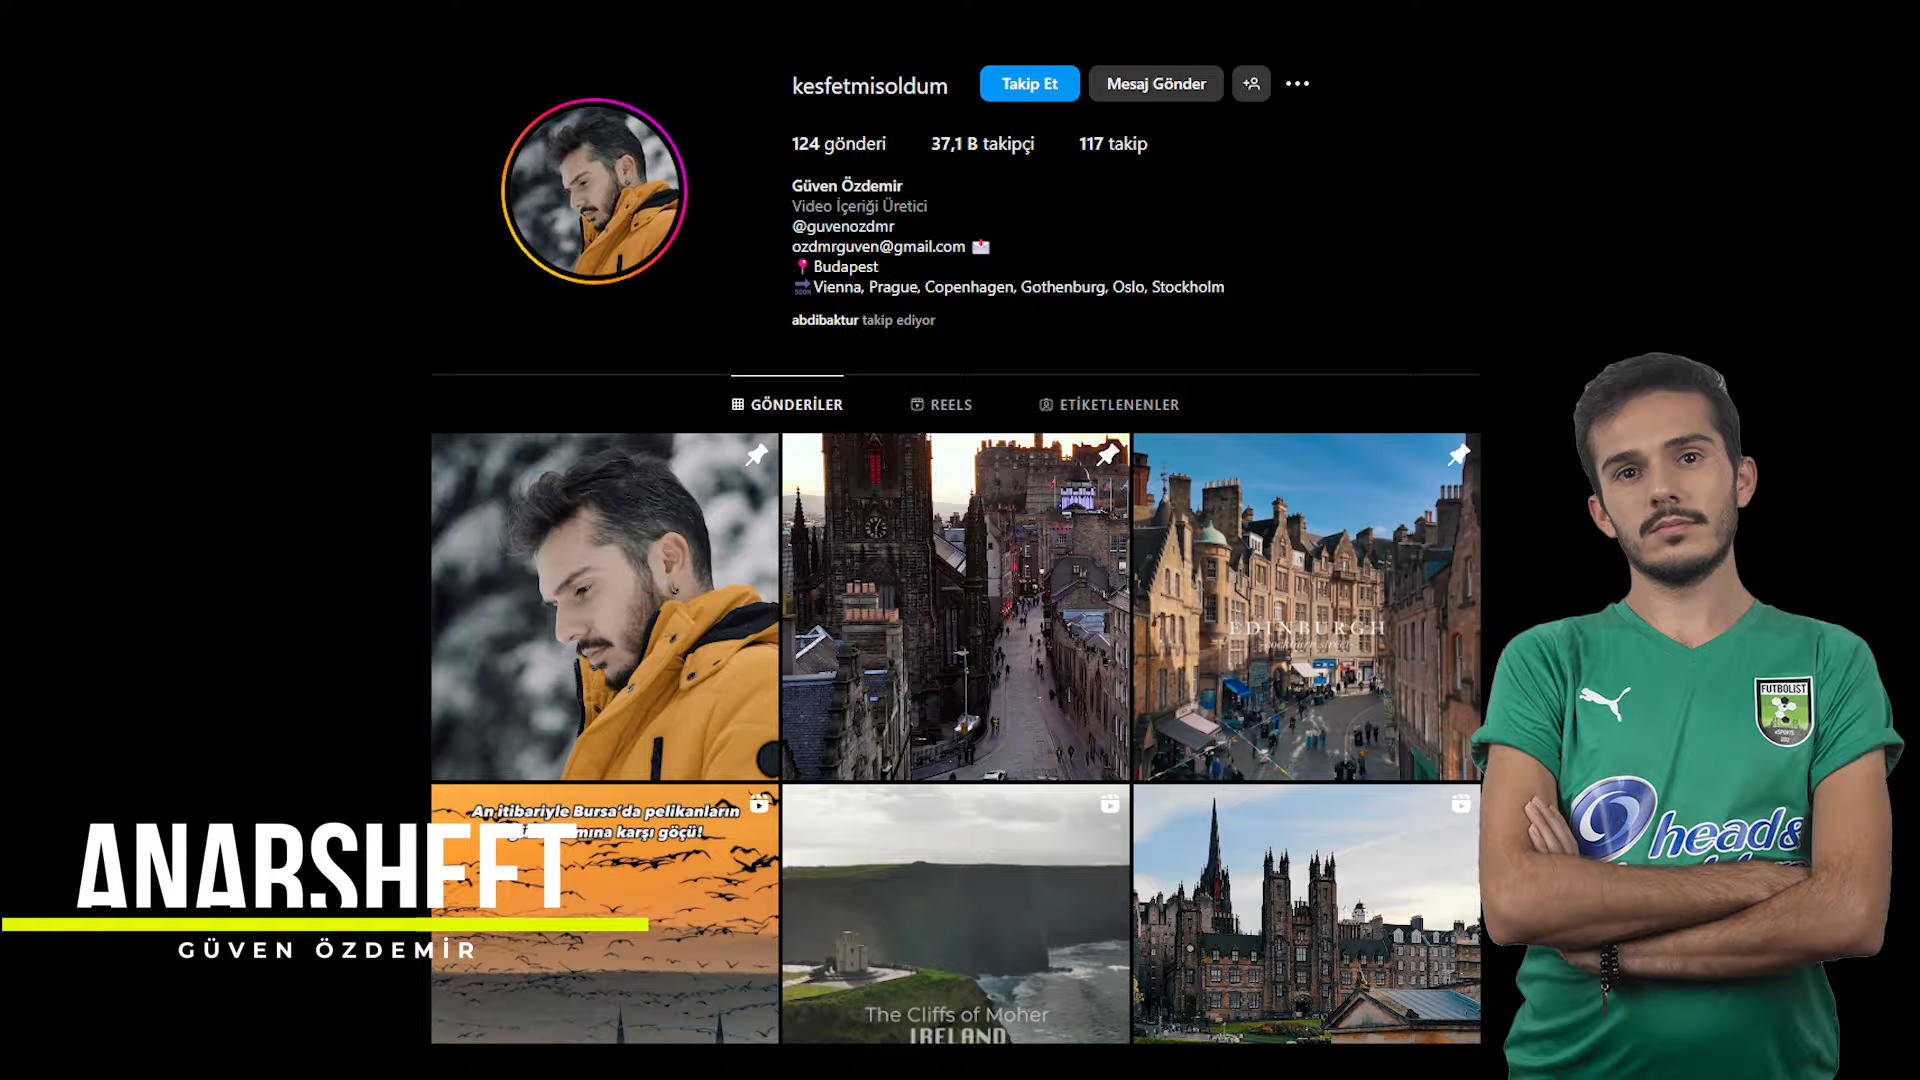 kesfetmisoldum
Takip Et
Mesaj Gönder
124 gönderi
37,1 B takipçi
117 takip
Güven Özdemir
Video İçeriği Üretici
@guvenozdmr
ozdmrguven@gmail.com
Budapest
Vienna, Prague, Copenhagen, Gothenburg, Oslo, Stockholm
abdibaktur takip ediyor
GÖNDERİLER
REELS
ETİKETLENENLER
EDINBURGH
An itibariyle Bursa'da pelikanların
karşı göçü!
The Cliffs of Moher
IRELAND
ANARSHEFT
GÜVEN ÖZDEMİR
FUTBOLIST
head&